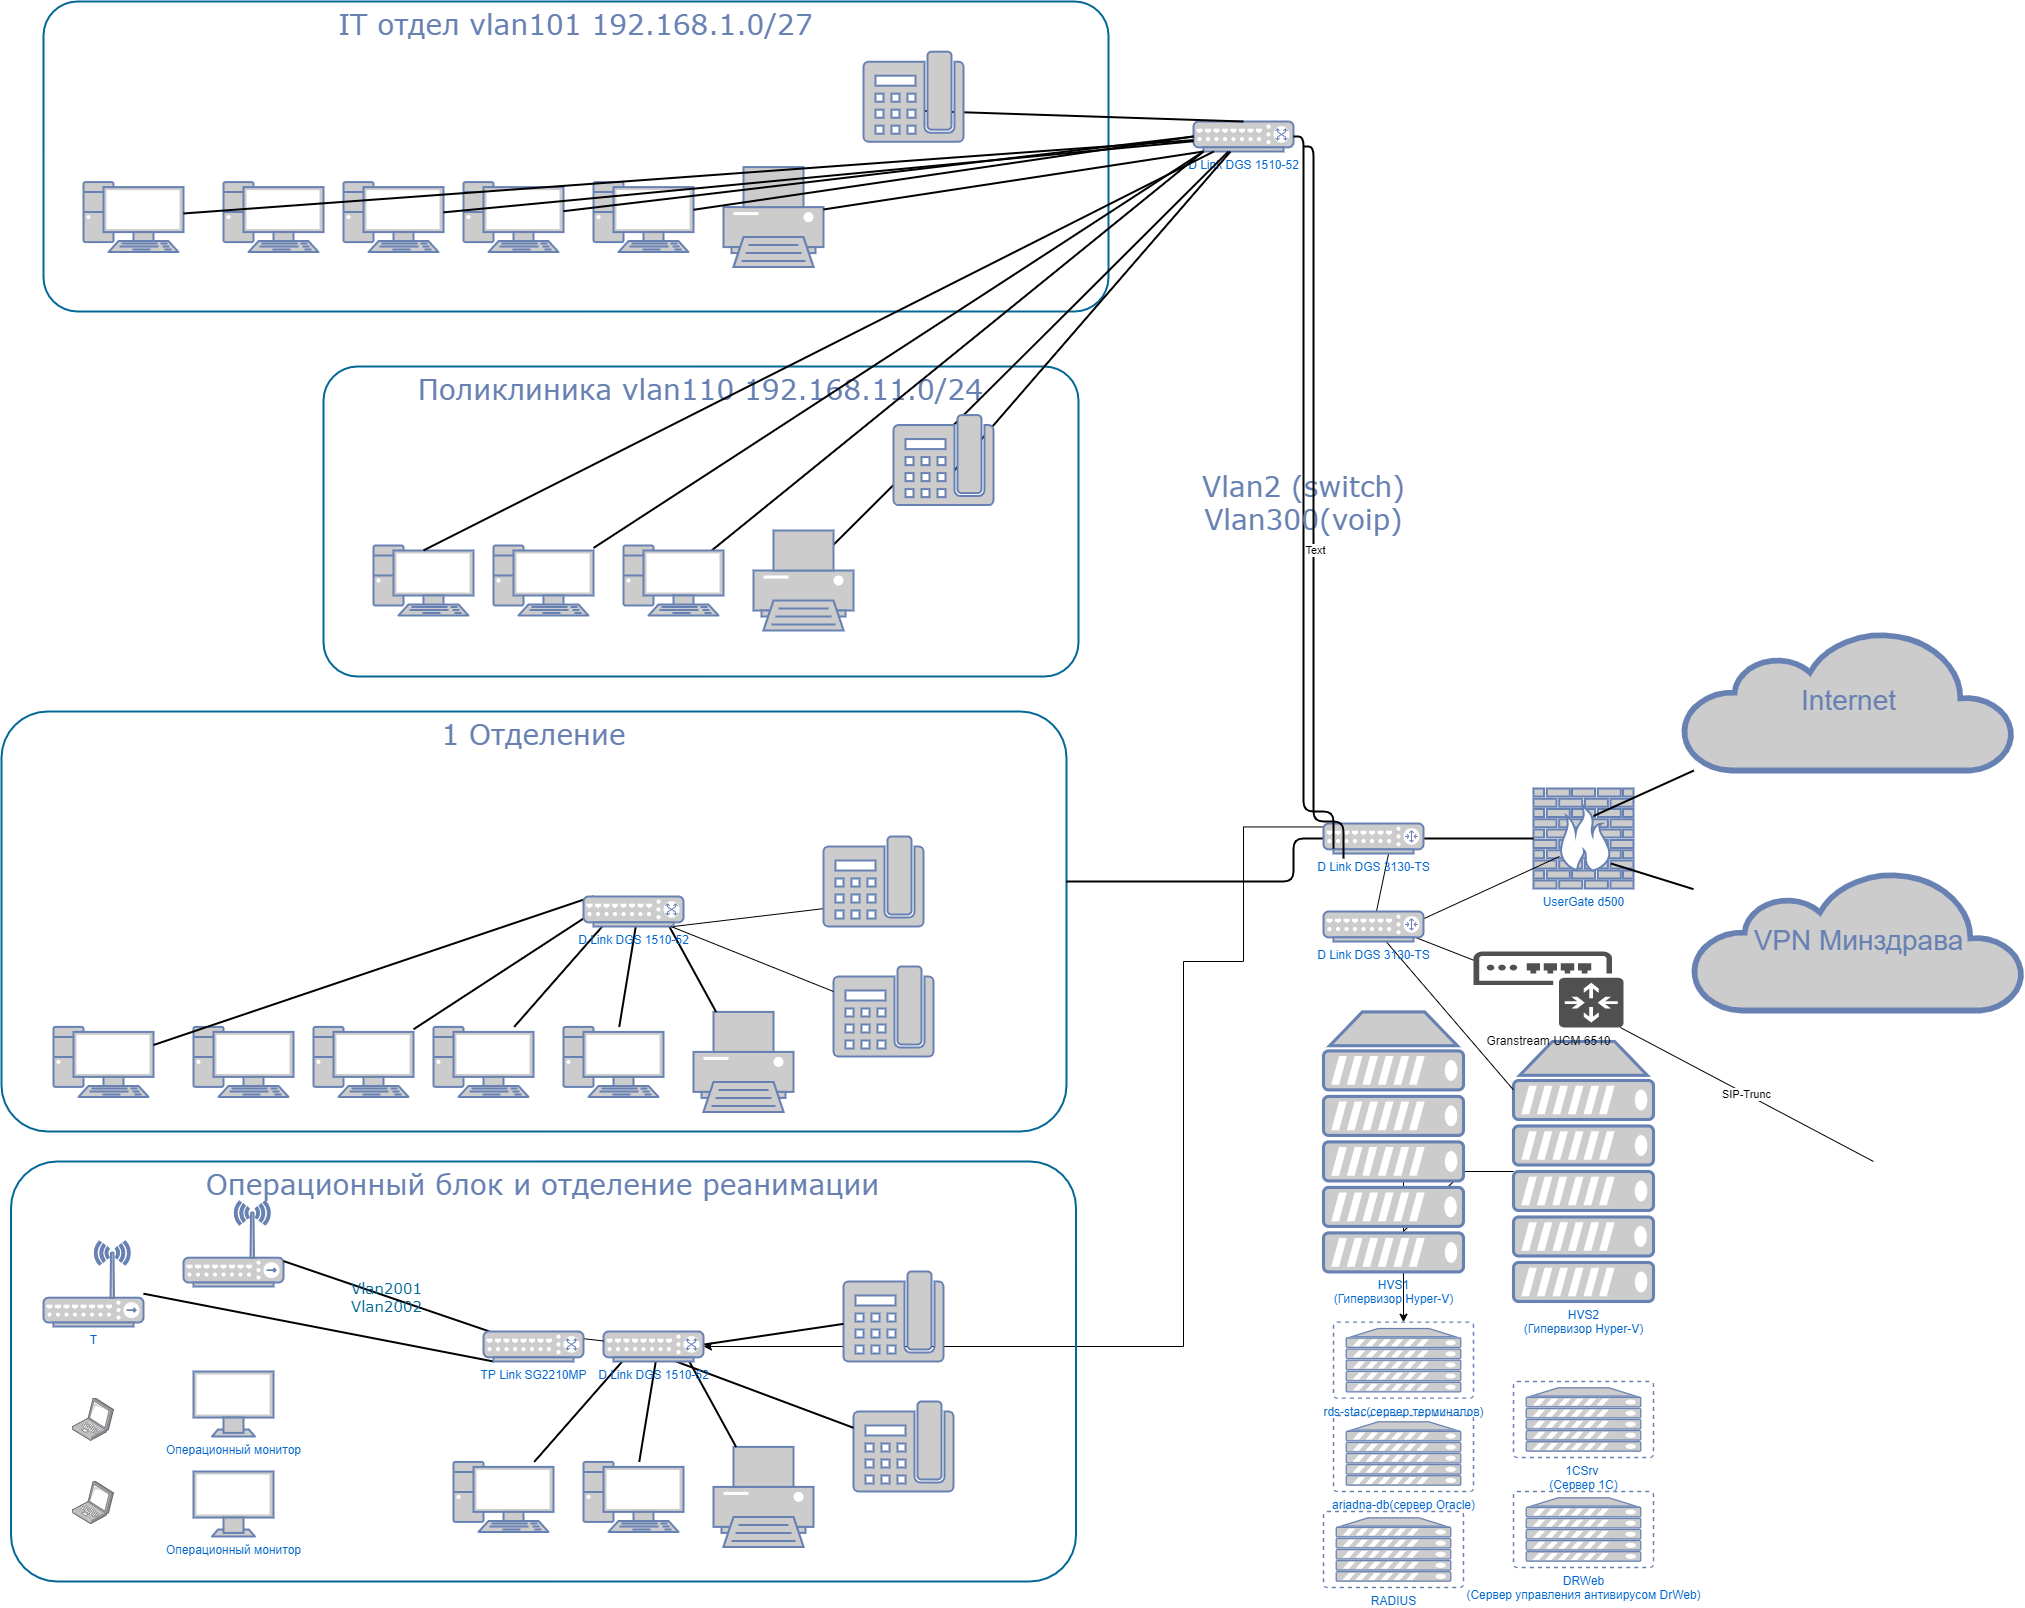 IT отдел vlan101 192.168.1.0/27
D Link DGS 1510-52
Поликлиника vlan110 192.168.11.0/24
Vlan2 (switch)
Vlan300(voip)
Text
Internet
1 Отделение
D Link DGS 3130-TS
UserGate d500
VPN Минздрава
D Link DGS 1510-52
D Link DGS 3130-TS
Granstream UCM 6510
SIP-Trunc
Операционный блок и отделение реанимации
Vlan2001
Vlan2002
T
TP Link SG2210MP
D Link DGS 1510-52
Операционный монитор
Операционный монитор
HVS1
(Гипервизор Hyper-V)
HVS2
(Гипервизор Hyper-V)
rds-stac(сервер терминалов)
1CSrv
(Сервер 1С)
ariadna-db(сервер Oracle)
DRWeb
(Сервер управления антивирусом DrWeb)
RADIUS